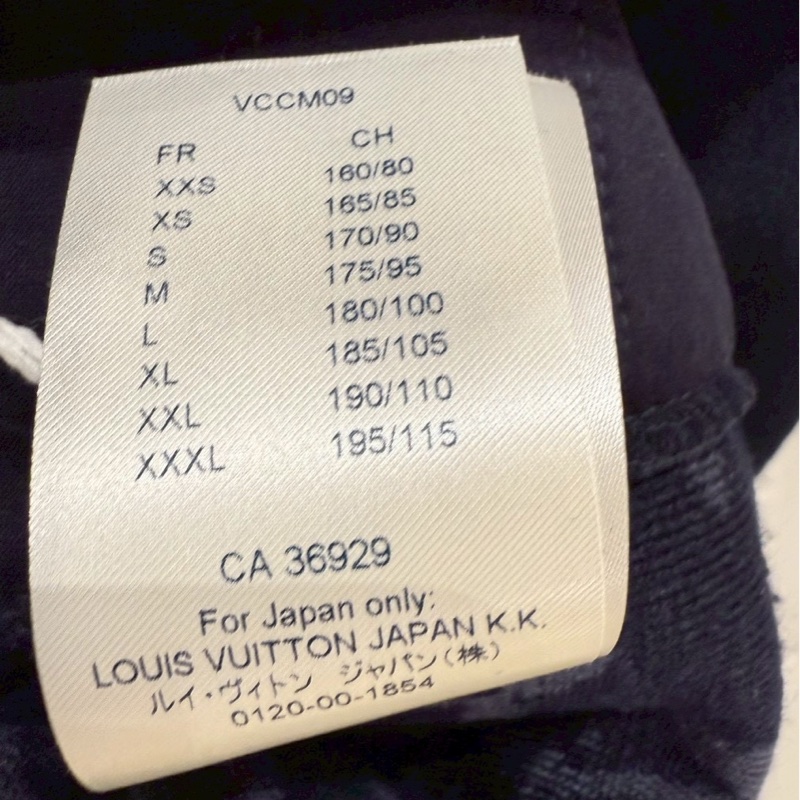 VCCM09
FR CH
XXS 160/80
XS 165/85
S 170/90
M 175/95
L 180/100
XL 185/105
XXL 190/110
XXXL 195/115
CA 36929
For Japan only:
LOUIS VUITTON JAPAN K.K.
ルイ・ヴィトン ジャパン(株)
0120-00-1854